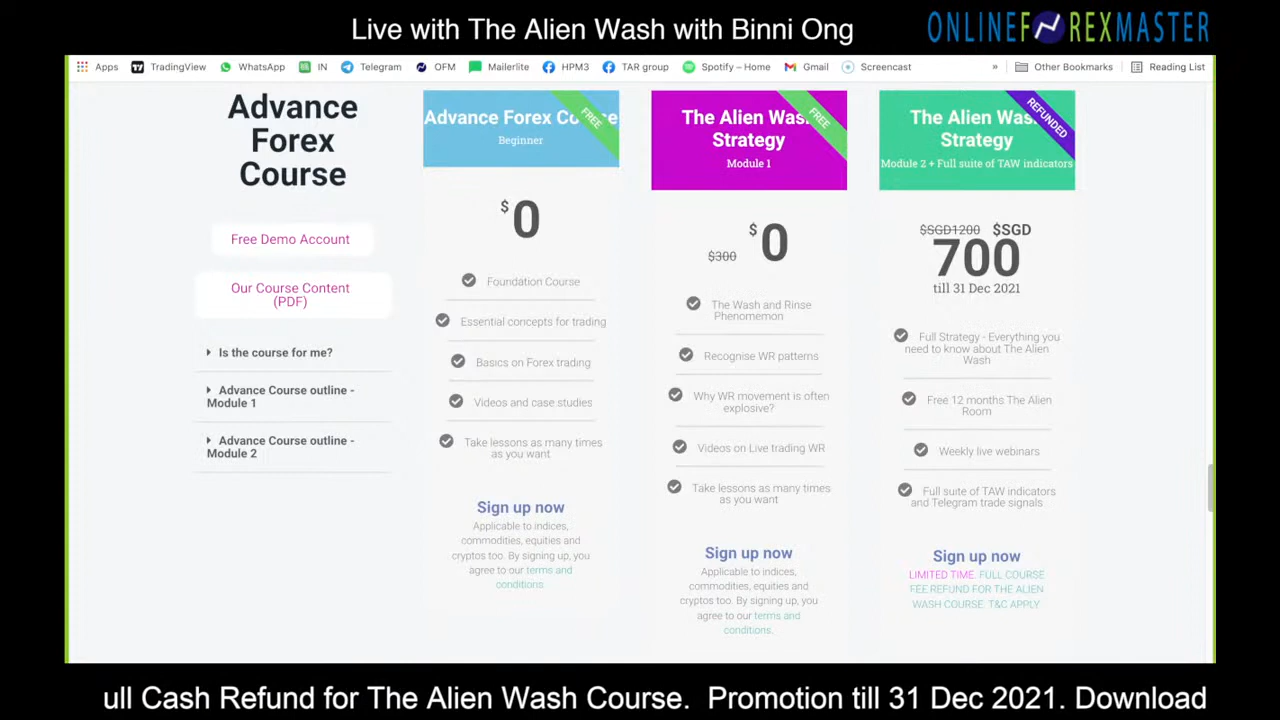 Live with The Alien Wash with Binni Ong
ONLINEFOREXMASTER
Apps TradingView WhatsApp IN Telegram OFM Mailerlite HPM3 TAR group Spotify – Home Gmail Screencast » Other Bookmarks Reading List
Advance
Forex
Course
Free Demo Account
Our Course Content
(PDF)
Is the course for me?
Advance Course outline -
Module 1
Advance Course outline -
Module 2
Advance Forex Co e
FREE
Beginner
$0
Foundation Course
Essential concepts for trading
Basics on Forex trading
Videos and case studies
Take lessons as many times
as you want
Sign up now
Applicable to indices,
commodities, equities and
cryptos too. By signing up, you
agree to our terms and
conditions.
The Alien Was
Strategy
FREE
Module 1
$300 $0
The Wash and Rinse
Phenomemon
Recognise WR patterns
Why WR movement is often
explosive?
Videos on Live trading WR
Take lessons as many times
as you want
Sign up now
Applicable to indices,
commodities, equities and
cryptos too. By signing up, you
agree to our terms and
conditions.
The Alien Was
Strategy
REFUNDED
Module 2 + Full suite of TAW indicators
$SGD1200 $SGD
700
till 31 Dec 2021
Full Strategy - Everything you
need to know about The Alien
Wash
Free 12 months The Alien
Room
Weekly live webinars
Full suite of TAW indicators
and Telegram trade signals
Sign up now
LIMITED TIME. FULL COURSE
FEE REFUND FOR THE ALIEN
WASH COURSE. T&C APPLY
ull Cash Refund for The Alien Wash Course. Promotion till 31 Dec 2021. Download